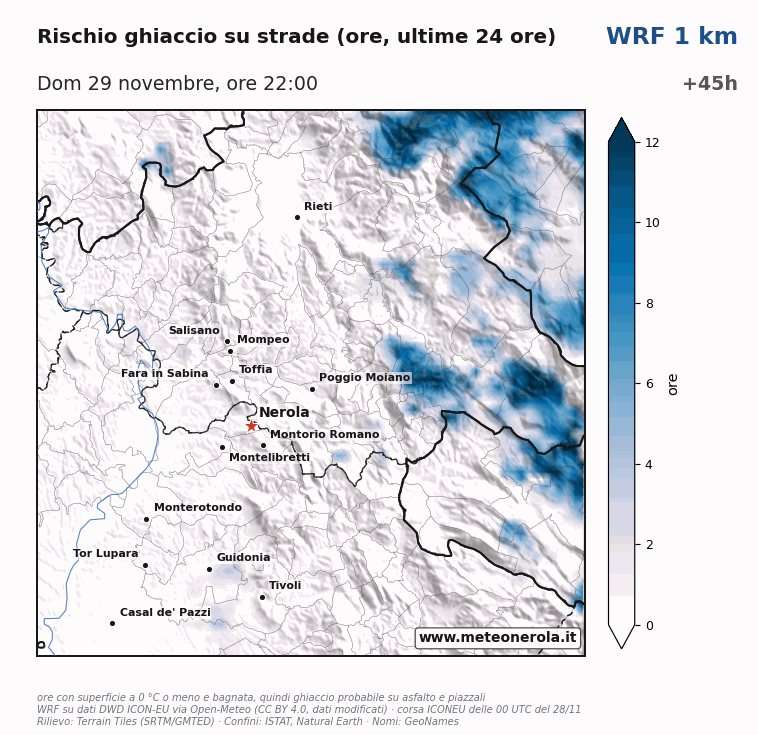 Rischio ghiaccio su strade (ore, ultime 24 ore)
WRF 1 km
Dom 29 novembre, ore 22:00
+45h
Rieti
Salisano
Mompeo
Fara in Sabina
Toffia
Poggio Moiano
Nerola
Montorio Romano
Montelibretti
Monterotondo
Tor Lupara
Guidonia
Tivoli
Casal de' Pazzi
www.meteonerola.it
12
10
8
6
4
2
0
ore
ore con superficie a 0 °C o meno e bagnata, quindi ghiaccio probabile su asfalto e piazzali
WRF su dati DWD ICON-EU via Open-Meteo (CC BY 4.0, dati modificati) · corsa ICONEU delle 00 UTC del 28/11
Rilievo: Terrain Tiles (SRTM/GMTED) · Confini: ISTAT, Natural Earth · Nomi: GeoNames